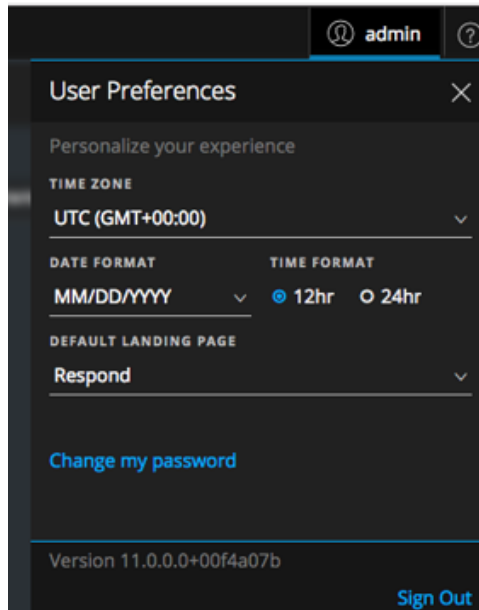 admin
User Preferences
Personalize your experience
TIME ZONE
UTC (GMT+00:00)
DATE FORMAT TIME FORMAT
MM/DD/YYYY 12hr 24hr
DEFAULT LANDING PAGE
Respond
Change my password
Version 11.0.0.0+00f4a07b
Sign Out